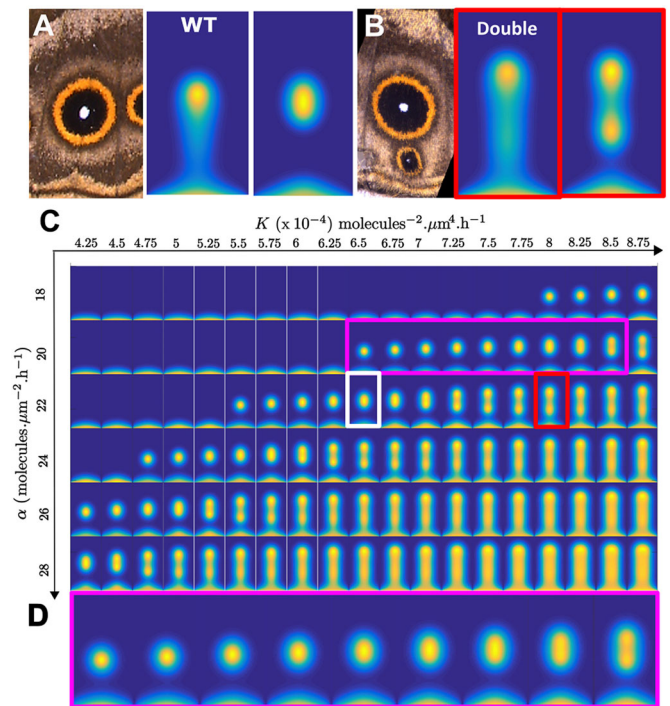 A
WT
B
Double
C
K (x 10⁻⁴) molecules⁻².μm⁴.h⁻¹
4.25 4.5 4.75 5 5.25 5.5 5.75 6 6.25 6.5 6.75 7 7.25 7.5 7.75 8 8.25 8.5 8.75
α (molecules.μm⁻².h⁻¹)
18
20
22
24
26
28
D